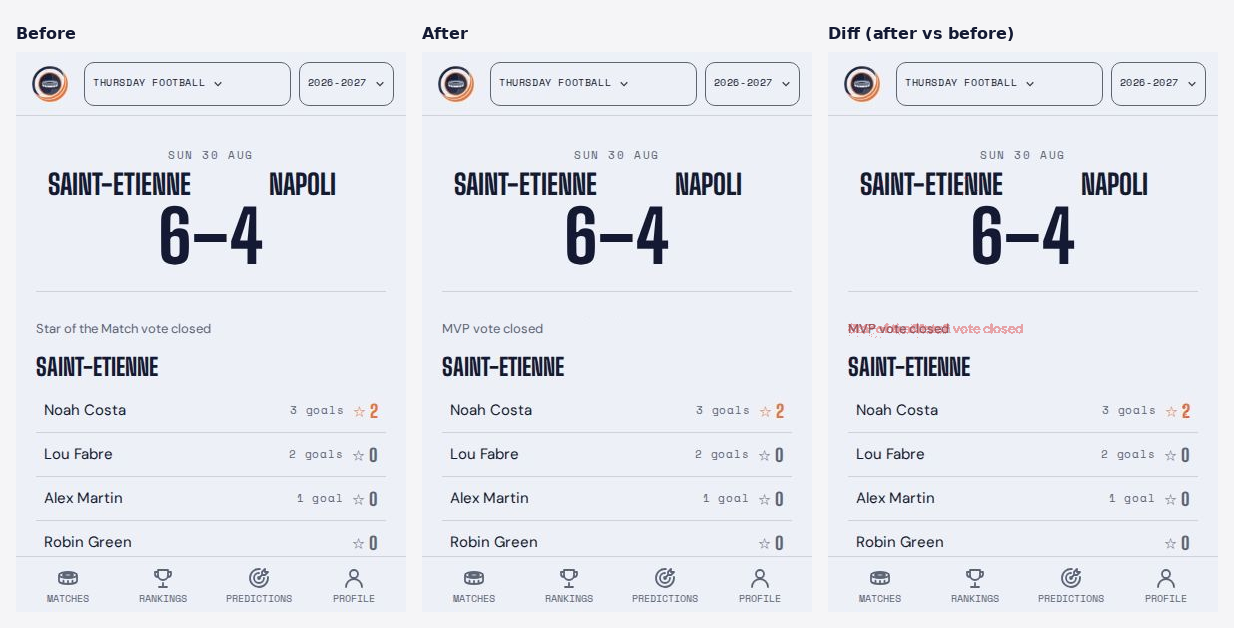 Before
THURSDAY FOOTBALL
2026-2027
SUN 30 AUG
SAINT-ETIENNE NAPOLI
6–4
Star of the Match vote closed
SAINT-ETIENNE
Noah Costa 3 goals ☆ 2
Lou Fabre 2 goals ☆ 0
Alex Martin 1 goal ☆ 0
Robin Green ☆ 0
MATCHES RANKINGS PREDICTIONS PROFILE
After
THURSDAY FOOTBALL
2026-2027
SUN 30 AUG
SAINT-ETIENNE NAPOLI
6–4
MVP vote closed
SAINT-ETIENNE
Noah Costa 3 goals ☆ 2
Lou Fabre 2 goals ☆ 0
Alex Martin 1 goal ☆ 0
Robin Green ☆ 0
MATCHES RANKINGS PREDICTIONS PROFILE
Diff (after vs before)
THURSDAY FOOTBALL
2026-2027
SUN 30 AUG
SAINT-ETIENNE NAPOLI
6–4
MVP vote closed vote closed
SAINT-ETIENNE
Noah Costa 3 goals ☆ 2
Lou Fabre 2 goals ☆ 0
Alex Martin 1 goal ☆ 0
Robin Green ☆ 0
MATCHES RANKINGS PREDICTIONS PROFILE